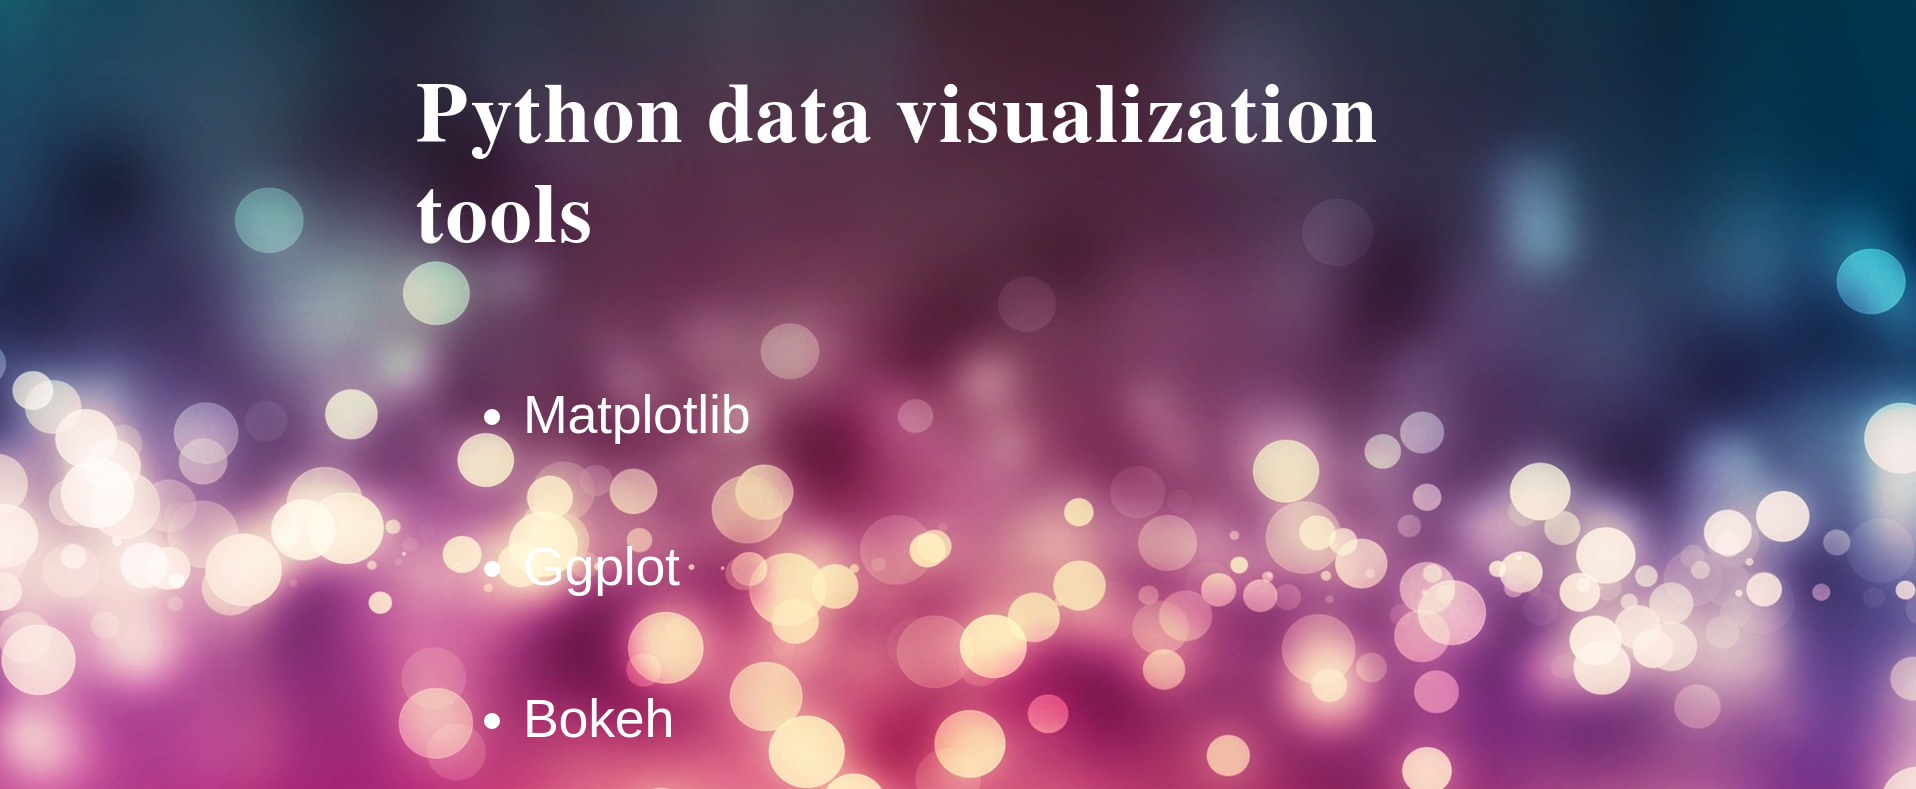 Python data visualization
tools
• Matplotlib
• Ggplot
• Bokeh